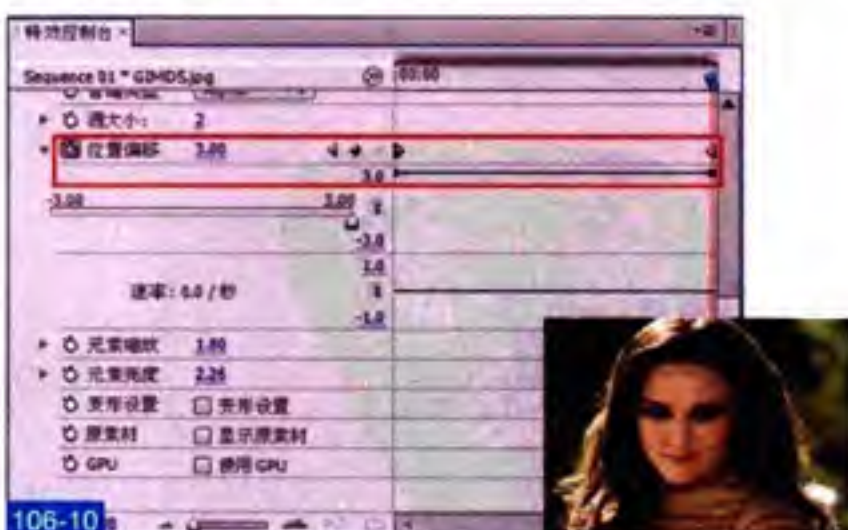 特效控制台
Sequence 01 * GIMDS.jpg 00:00
调大小: 2
位置偏移 3.00
3.0
-3.00 3.00
-3.0
1.0
速率: 0.0 / 秒
-1.0
元素缩放 1.80
元素亮度 2.26
变形设置 变形设置
原素材 显示原素材
GPU 使用 GPU
106-10